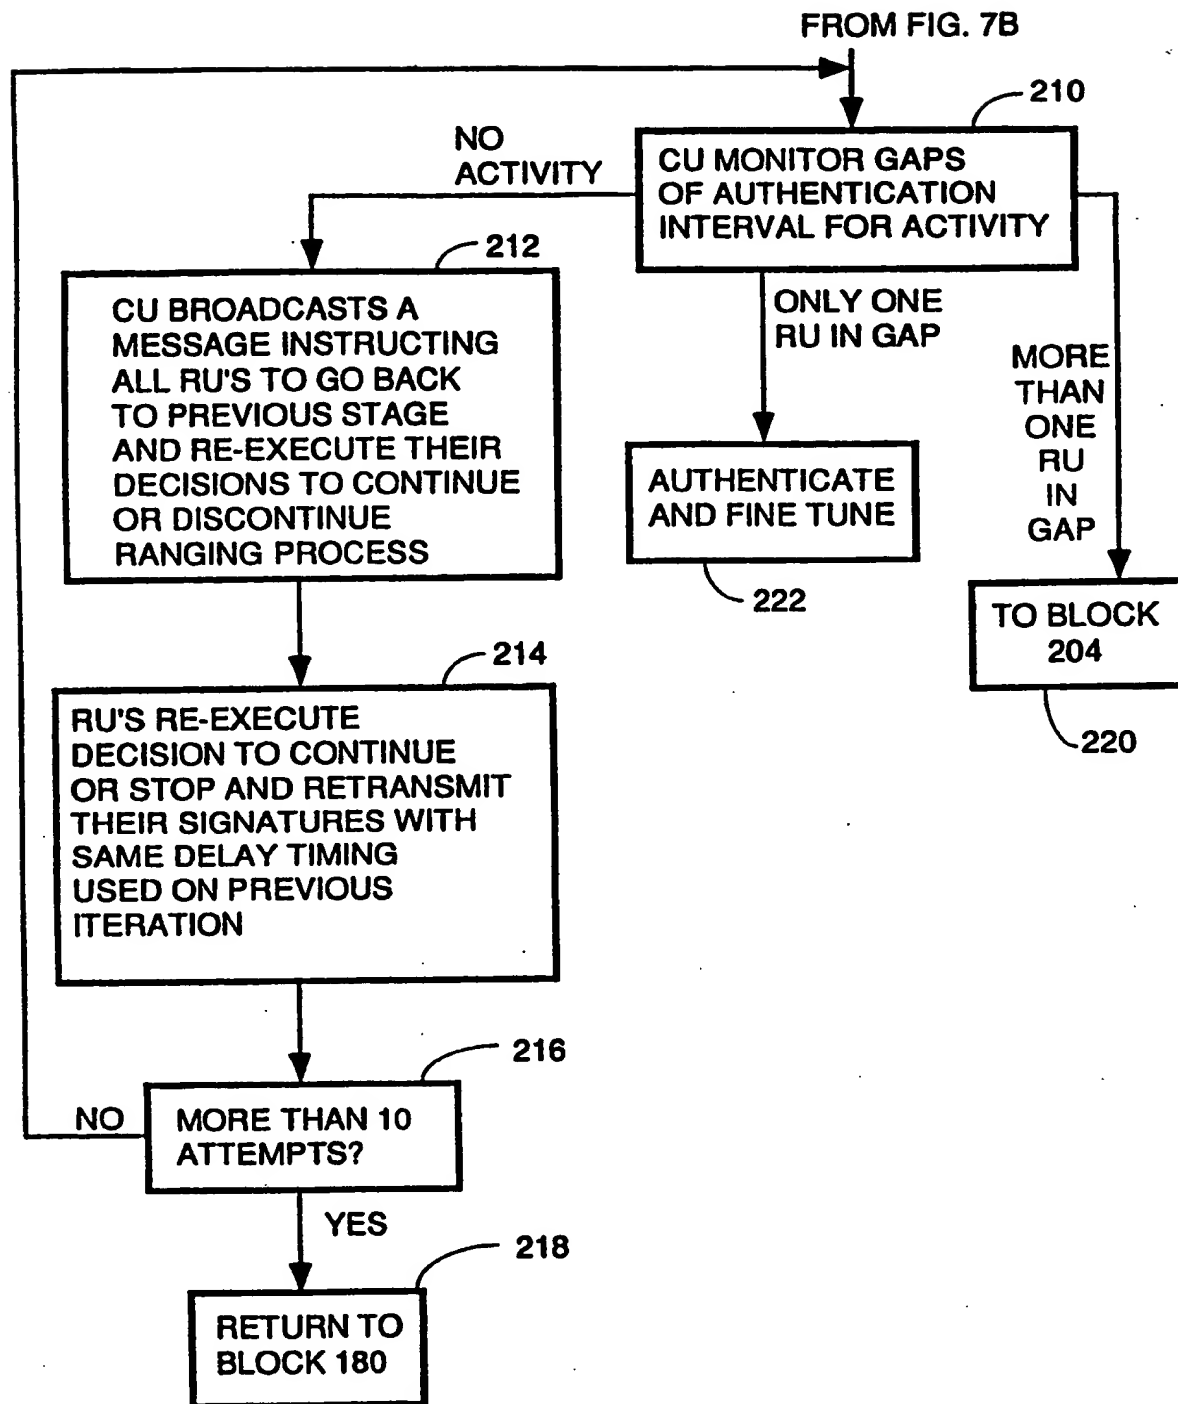 FROM FIG. 7B
210
NO
ACTIVITY
CU MONITOR GAPS
OF AUTHENTICATION
INTERVAL FOR ACTIVITY
212
CU BROADCASTS A
MESSAGE INSTRUCTING
ALL RU'S TO GO BACK
TO PREVIOUS STAGE
AND RE-EXECUTE THEIR
DECISIONS TO CONTINUE
OR DISCONTINUE
RANGING PROCESS
ONLY ONE
RU IN GAP
MORE
THAN
ONE
RU
IN
GAP
AUTHENTICATE
AND FINE TUNE
222
TO BLOCK
204
220
214
RU'S RE-EXECUTE
DECISION TO CONTINUE
OR STOP AND RETRANSMIT
THEIR SIGNATURES WITH
SAME DELAY TIMING
USED ON PREVIOUS
ITERATION
216
NO
MORE THAN 10
ATTEMPTS?
YES
218
RETURN TO
BLOCK 180